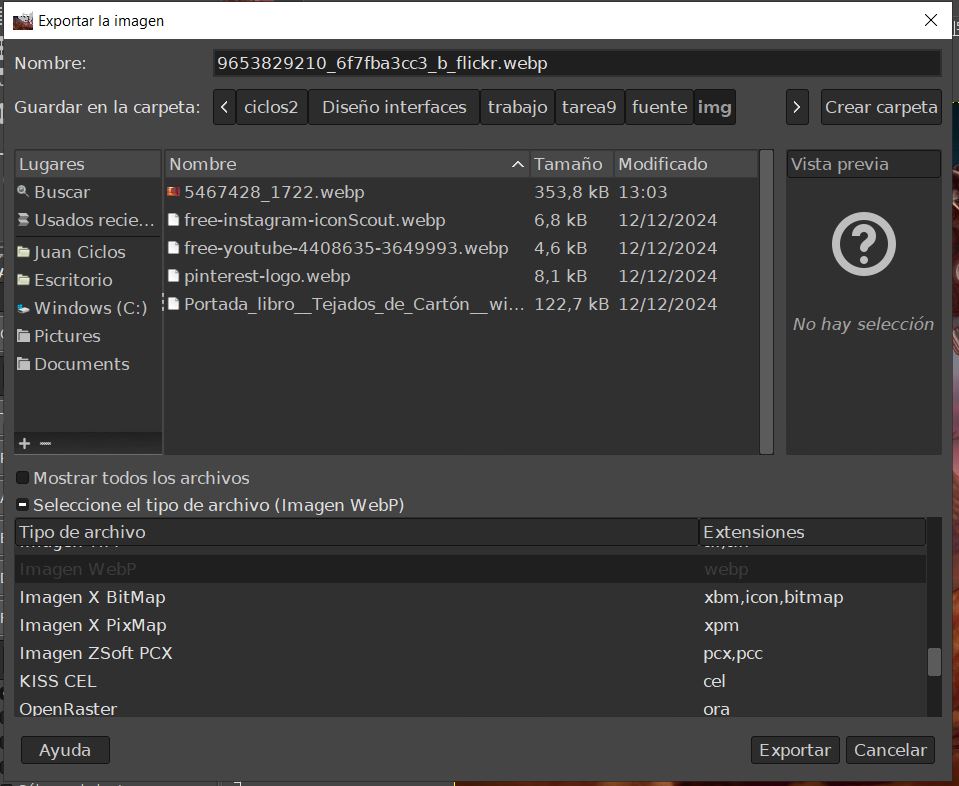 Exportar la imagen
Nombre: 9653829210_6f7fba3cc3_b_flickr.webp
Guardar en la carpeta: ciclos2 Diseño interfaces trabajo tarea9 fuente img Crear carpeta
Lugares Nombre Tamaño Modificado Vista previa
Buscar 5467428_1722.webp 353,8 kB 13:03
Usados recie... free-instagram-iconScout.webp 6,8 kB 12/12/2024
Juan Ciclos free-youtube-4408635-3649993.webp 4,6 kB 12/12/2024
Escritorio pinterest-logo.webp 8,1 kB 12/12/2024
Windows (C:) Portada_libro__Tejados_de_Cartón__wi... 122,7 kB 12/12/2024
No hay selección
Pictures
Documents
Mostrar todos los archivos
Seleccione el tipo de archivo (Imagen WebP)
Tipo de archivo Extensiones
Imagen WebP webp
Imagen X BitMap xbm,icon,bitmap
Imagen X PixMap xpm
Imagen ZSoft PCX pcx,pcc
KISS CEL cel
OpenRaster ora
Ayuda Exportar Cancelar